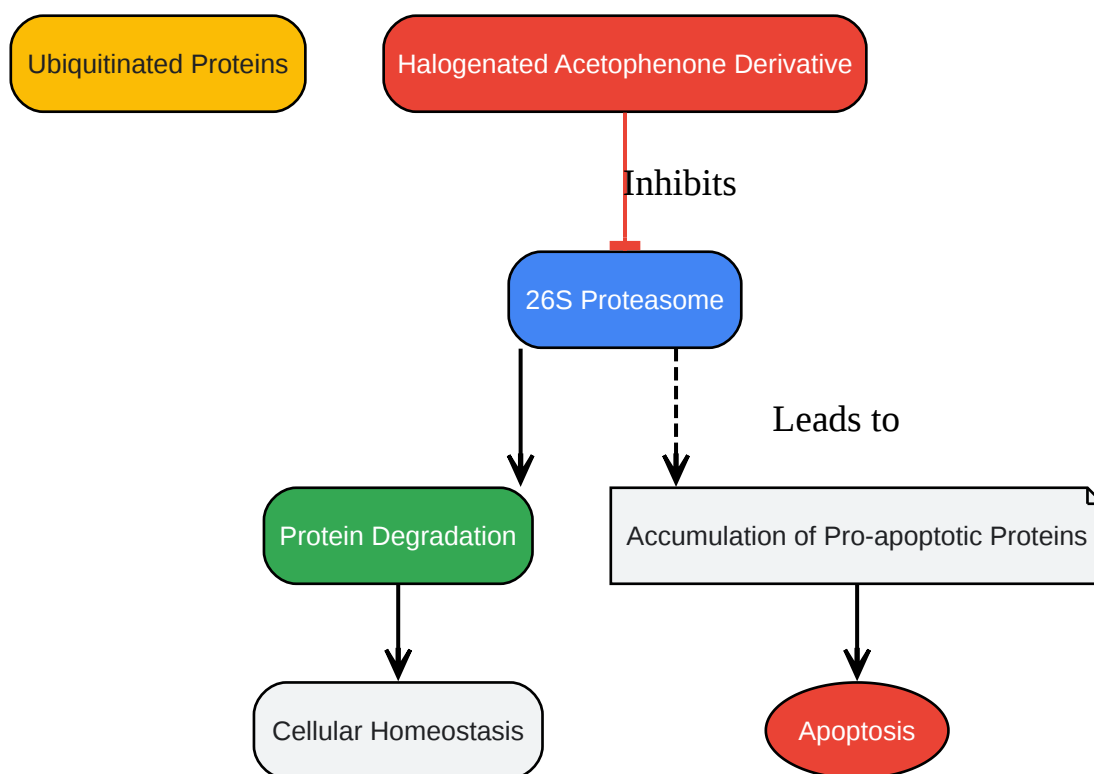 Ubiquitinated Proteins
Halogenated Acetophenone Derivative
Inhibits
26S Proteasome
Leads to
Protein Degradation
Accumulation of Pro-apoptotic Proteins
Cellular Homeostasis
Apoptosis